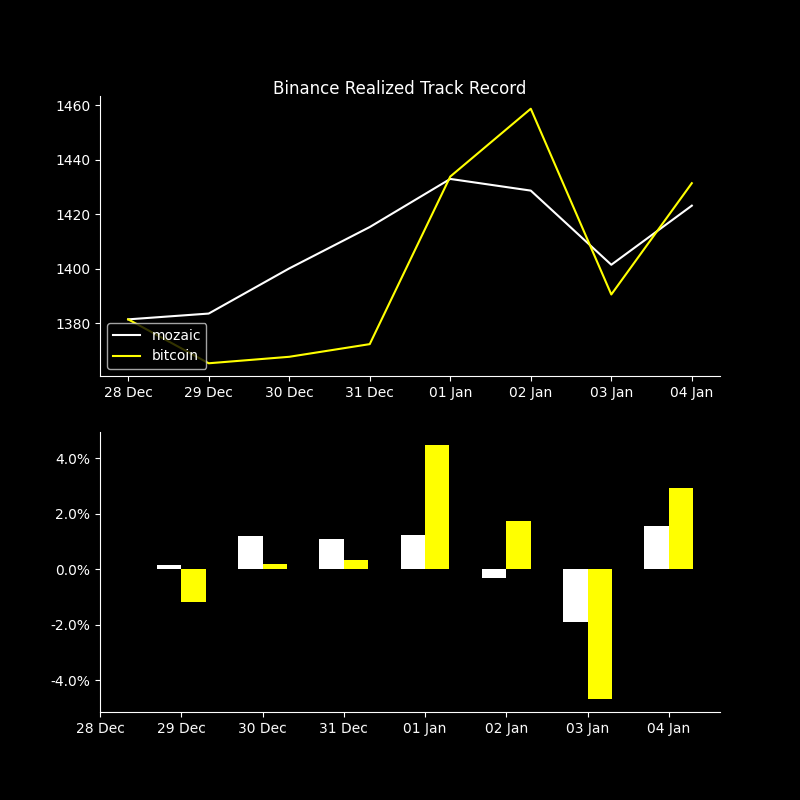 Binance Realized Track Record
1460
1440
1420
1400
1380
mozaic
bitcoin
28 Dec 29 Dec 30 Dec 31 Dec 01 Jan 02 Jan 03 Jan 04 Jan
4.0%
2.0%
0.0%
-2.0%
-4.0%
28 Dec 29 Dec 30 Dec 31 Dec 01 Jan 02 Jan 03 Jan 04 Jan